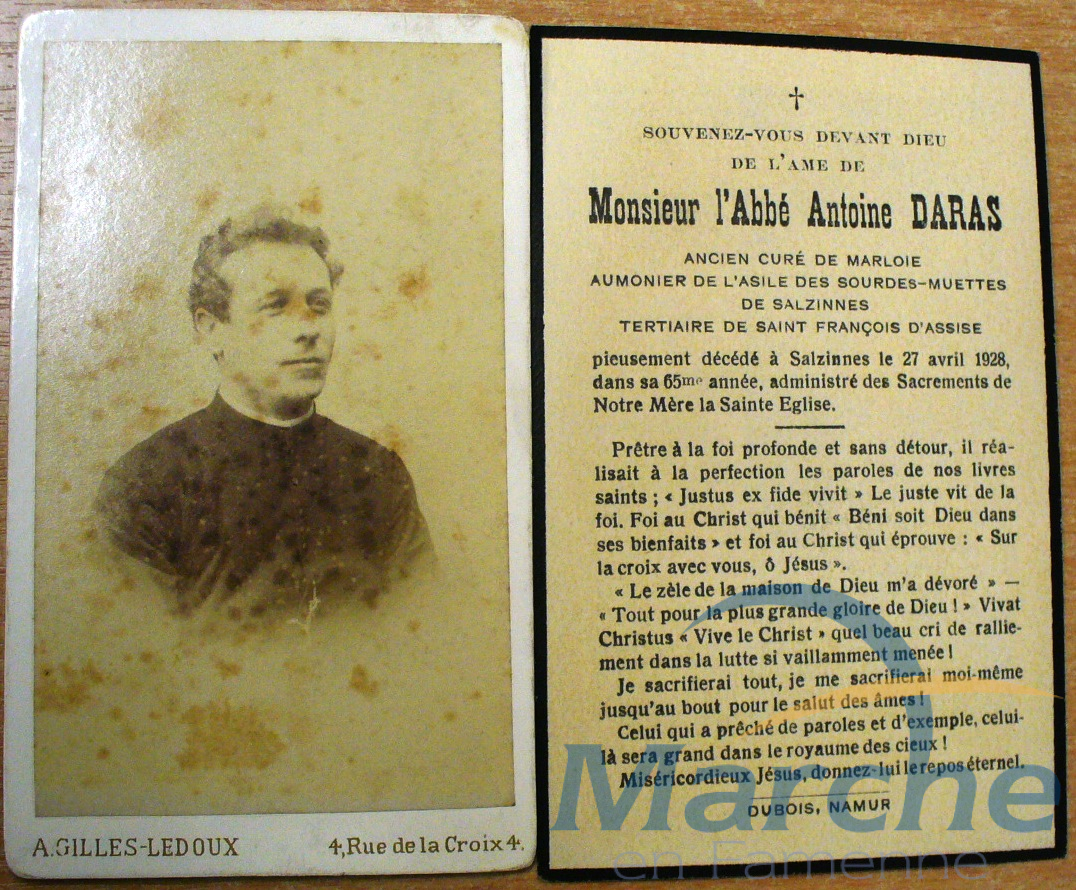 A.GILLES-LEDOUX
4,Rue de la Croix 4.
✝
SOUVENEZ-VOUS DEVANT DIEU
DE L'AME DE
Monsieur l'Abbé Antoine DARAS
ANCIEN CURÉ DE MARLOIE
AUMONIER DE L'ASILE DES SOURDES-MUETTES
DE SALZINNES
TERTIAIRE DE SAINT FRANÇOIS D'ASSISE
pieusement décédé à Salzinnes le 27 avril 1928,
dans sa 65me année, administré des Sacrements de
Notre Mère la Sainte Eglise.
Prêtre à la foi profonde et sans détour, il réa-
lisait à la perfection les paroles de nos livres
saints ; « Justus ex fide vivit » Le juste vit de la
foi. Foi au Christ qui bénit « Béni soit Dieu dans
ses bienfaits » et foi au Christ qui éprouve : « Sur
la croix avec vous, ô Jésus ».
« Le zèle de la maison de Dieu m'a dévoré » —
« Tout pour la plus grande gloire de Dieu ! » Vivat
Christus « Vive le Christ » quel beau cri de rallie-
ment dans la lutte si vaillamment menée !
Je sacrifierai tout, je me sacrifierai moi-même
jusqu'au bout pour le salut des âmes !
Celui qui a prêché de paroles et d'exemple, celui-
là sera grand dans le royaume des cieux !
Miséricordieux Jésus, donnez-lui le repos éternel.
DUBOIS, NAMUR
Marche
en Famenne